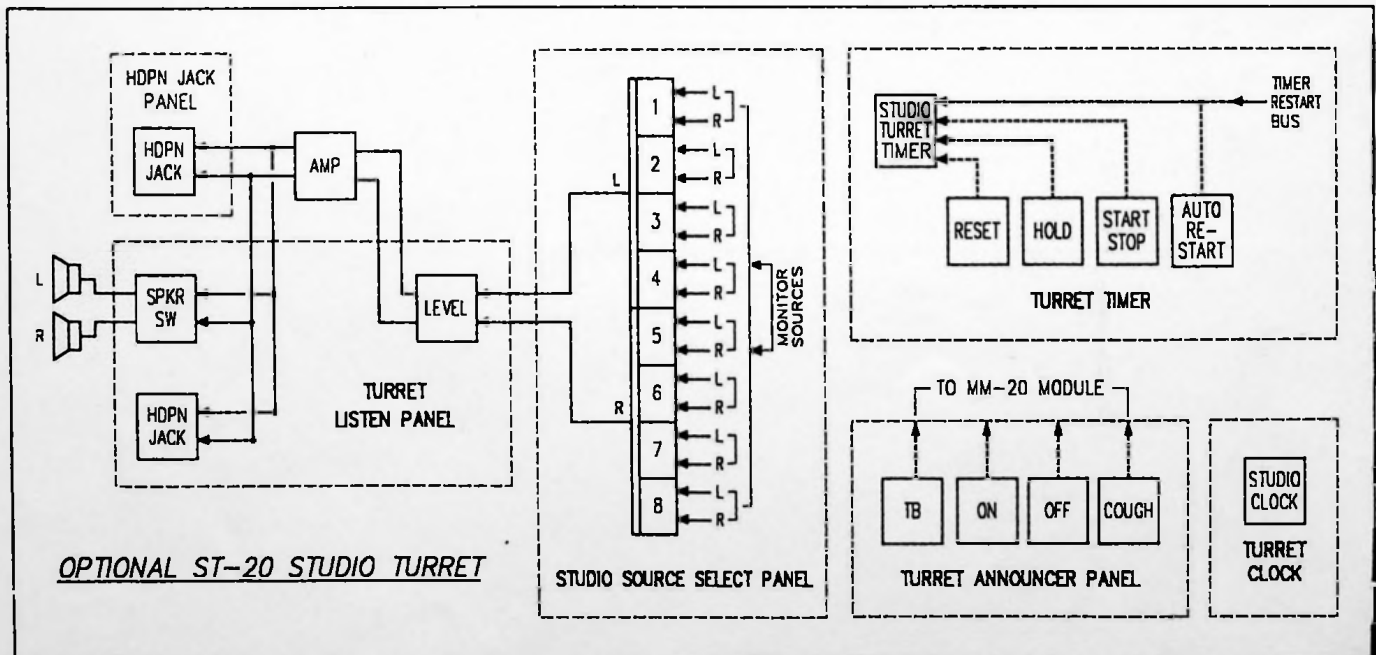 HDPN JACK
PANEL
HDPN
JACK
AMP
L
R
SPKR
SW
HDPN
JACK
LEVEL
TURRET
LISTEN PANEL
OPTIONAL ST-20 STUDIO TURRET
L
R
1
L
R
2
L
R
3
L
R
4
L
R
5
L
R
6
L
R
7
L
R
8
L
R
MONITOR
SOURCES
STUDIO SOURCE SELECT PANEL
STUDIO
TURRET
TIMER
TIMER
RESTART
BUS
RESET
HOLD
START
STOP
AUTO
RE-
START
TURRET TIMER
TO MM-20 MODULE
TB
ON
OFF
COUGH
TURRET ANNOUNCER PANEL
STUDIO
CLOCK
TURRET
CLOCK